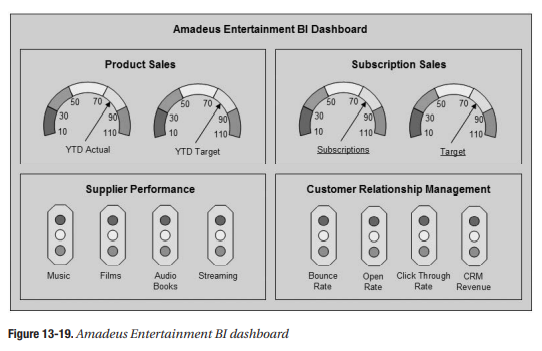 Amadeus Entertainment BI Dashboard
Product Sales
50 70
30 90
10 110
YTD Actual
50 70
30 90
10 110
YTD Target
Subscription Sales
50 70
30 90
10 110
Subscriptions
50 70
30 90
10 110
Target
Supplier Performance
Music
Films
Audio
Books
Streaming
Customer Relationship Management
Bounce
Rate
Open
Rate
Click Through
Rate
CRM
Revenue
Figure 13-19. Amadeus Entertainment BI dashboard